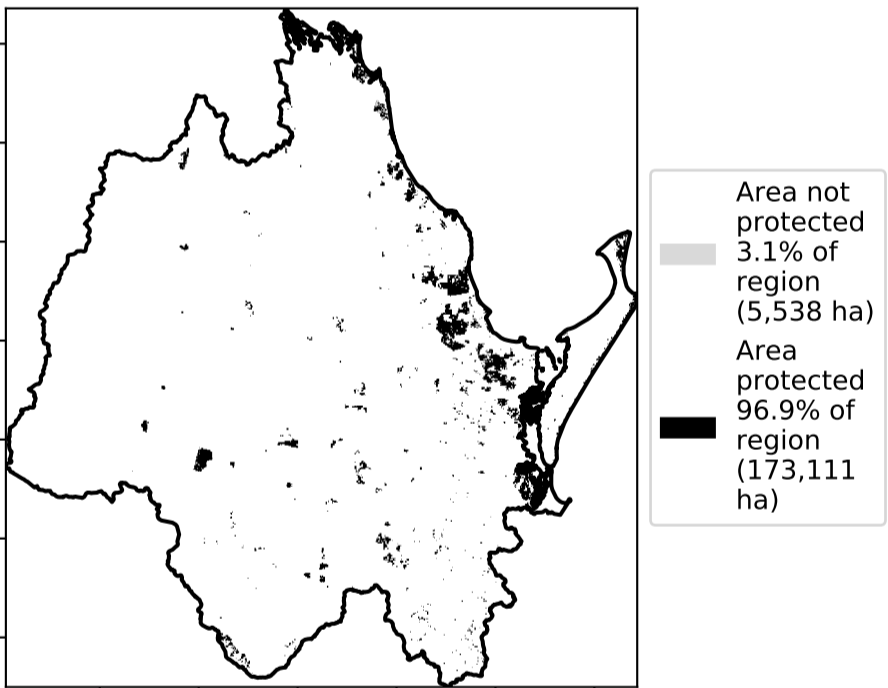 Area not
protected
3.1% of
region
(5,538 ha)
Area
protected
96.9% of
region
(173,111
ha)